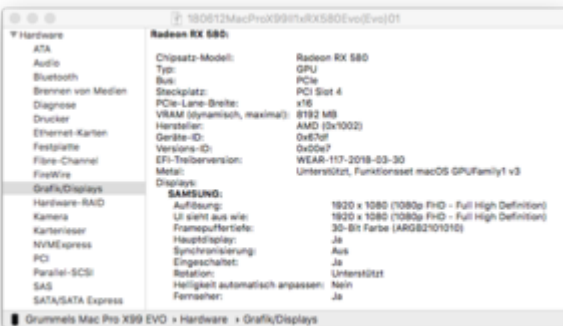 180612MacProX99II1xRX580Evo(Evo)01
Hardware
ATA
Audio
Bluetooth
Brennen von Medien
Diagnose
Drucker
Ethernet-Karten
Festplatte
Fibre-Channel
FireWire
Grafik/Displays
Hardware-RAID
Kamera
Kartenleser
NVMExpress
PCI
Parallel-SCSI
SAS
SATA/SATA Express
Radeon RX 580:
Chipsatz-Modell: Radeon RX 580
Typ: GPU
Bus: PCIe
Steckplatz: PCI Slot 4
PCIe-Lane-Breite: x16
VRAM (dynamisch, maximal): 8192 MB
Hersteller: AMD (0x1002)
Geräte-ID: 0x67df
Versions-ID: 0x00e7
EFI-Treiberversion: WEAR-117-2018-03-30
Metal: Unterstützt, Funktionsset macOS GPUFamily1 v3
Displays:
SAMSUNG:
Auflösung: 1920 x 1080 (1080p FHD - Full High Definition)
UI sieht aus wie: 1920 x 1080 (1080p FHD - Full High Definition)
Framepuffertiefe: 30-Bit Farbe (ARGB2101010)
Hauptdisplay: Ja
Synchronisierung: Aus
Eingeschaltet: Ja
Rotation: Unterstützt
Helligkeit automatisch anpassen: Nein
Fernseher: Ja
Grummels Mac Pro X99 EVO › Hardware › Grafik/Displays